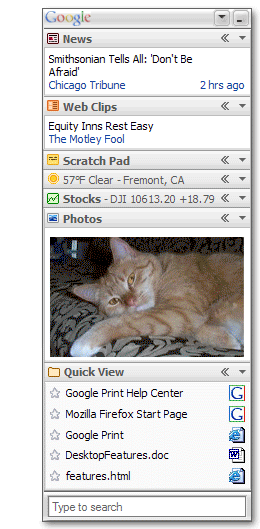 Google
News
Smithsonian Tells All: 'Don't Be
Afraid'
Chicago Tribune 2 hrs ago
Web Clips
Equity Inns Rest Easy
The Motley Fool
Scratch Pad
57°F Clear - Fremont, CA
Stocks - DJI 10613.20 +18.79
Photos
Quick View
Google Print Help Center
Mozilla Firefox Start Page
Google Print
DesktopFeatures.doc
features.html
Type to search